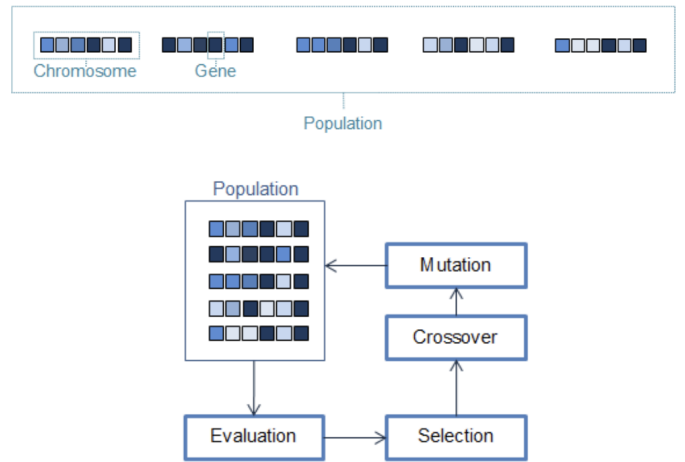 Chromosome
Gene
Population
Population
Mutation
Crossover
Evaluation
Selection